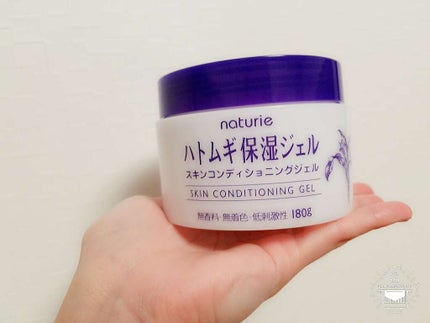 naturie
ハトムギ保湿ジェル
スキンコンディショニングジェル
SKIN CONDITIONING GEL
無香料・無着色・低刺激性 180g